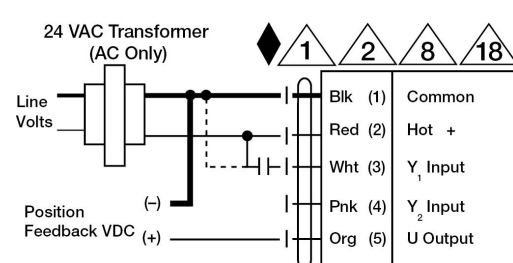 24 VAC Transformer
(AC Only)
1 2 8 18
Line
Volts
Blk (1) Common
Red (2) Hot +
Wht (3) Y1 Input
Pnk (4) Y2 Input
Org (5) U Output
Position
Feedback VDC
(–)
(+)